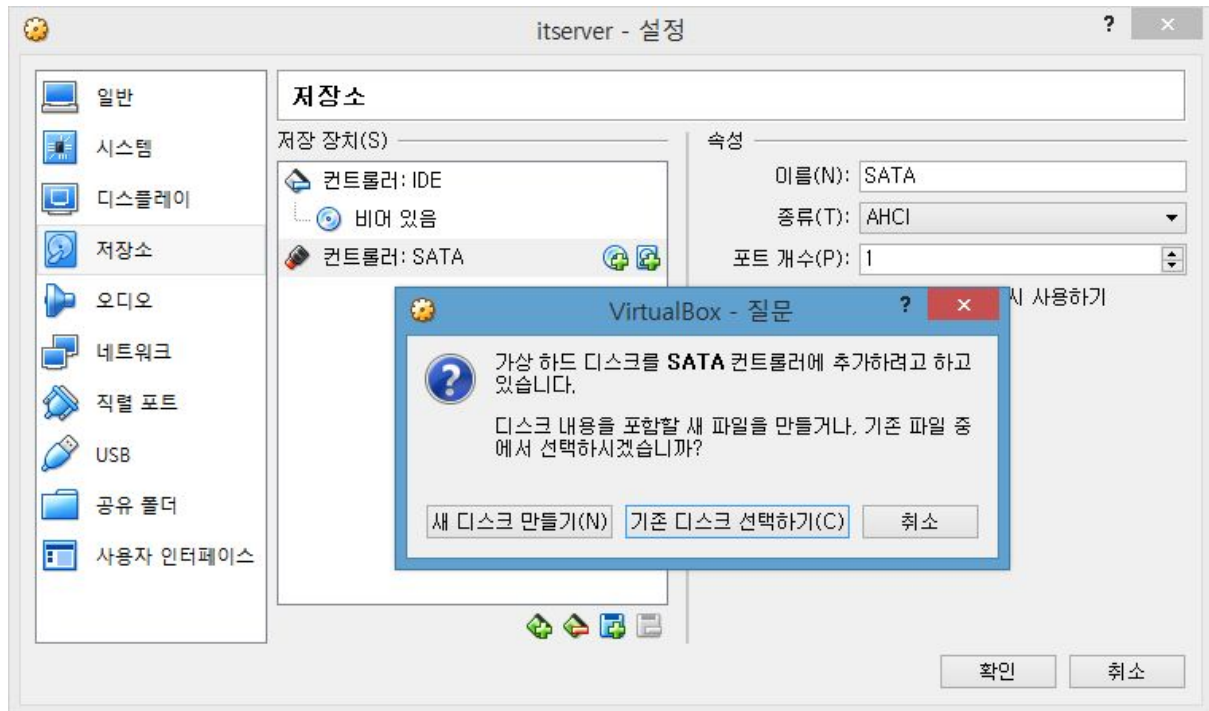 itserver - 설정
?
×
일반
시스템
디스플레이
저장소
오디오
네트워크
직렬 포트
USB
공유 폴더
사용자 인터페이스
저장소
저장 장치(S)
컨트롤러: IDE
비어 있음
컨트롤러: SATA
속성
이름(N): SATA
종류(T): AHCI
포트 개수(P): 1
시 사용하기
VirtualBox - 질문
?
×
가상 하드 디스크를 SATA 컨트롤러에 추가하려고 하고
있습니다.
디스크 내용을 포함할 새 파일을 만들거나, 기존 파일 중
에서 선택하시겠습니까?
새 디스크 만들기(N) 기존 디스크 선택하기(C) 취소
확인 취소